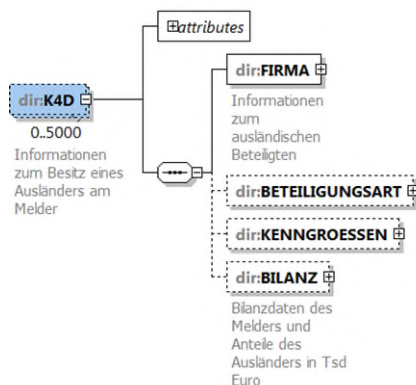 attributes
dir:K4D
0..5000
Informationen
zum Besitz eines
Ausländers am
Melder
dir:FIRMA
Informationen
zum
ausländischen
Beteiligten
dir:BETEILIGUNGSART
dir:KENNGROESSEN
dir:BILANZ
Bilanzdaten des
Melders und
Anteile des
Ausländers in Tsd
Euro